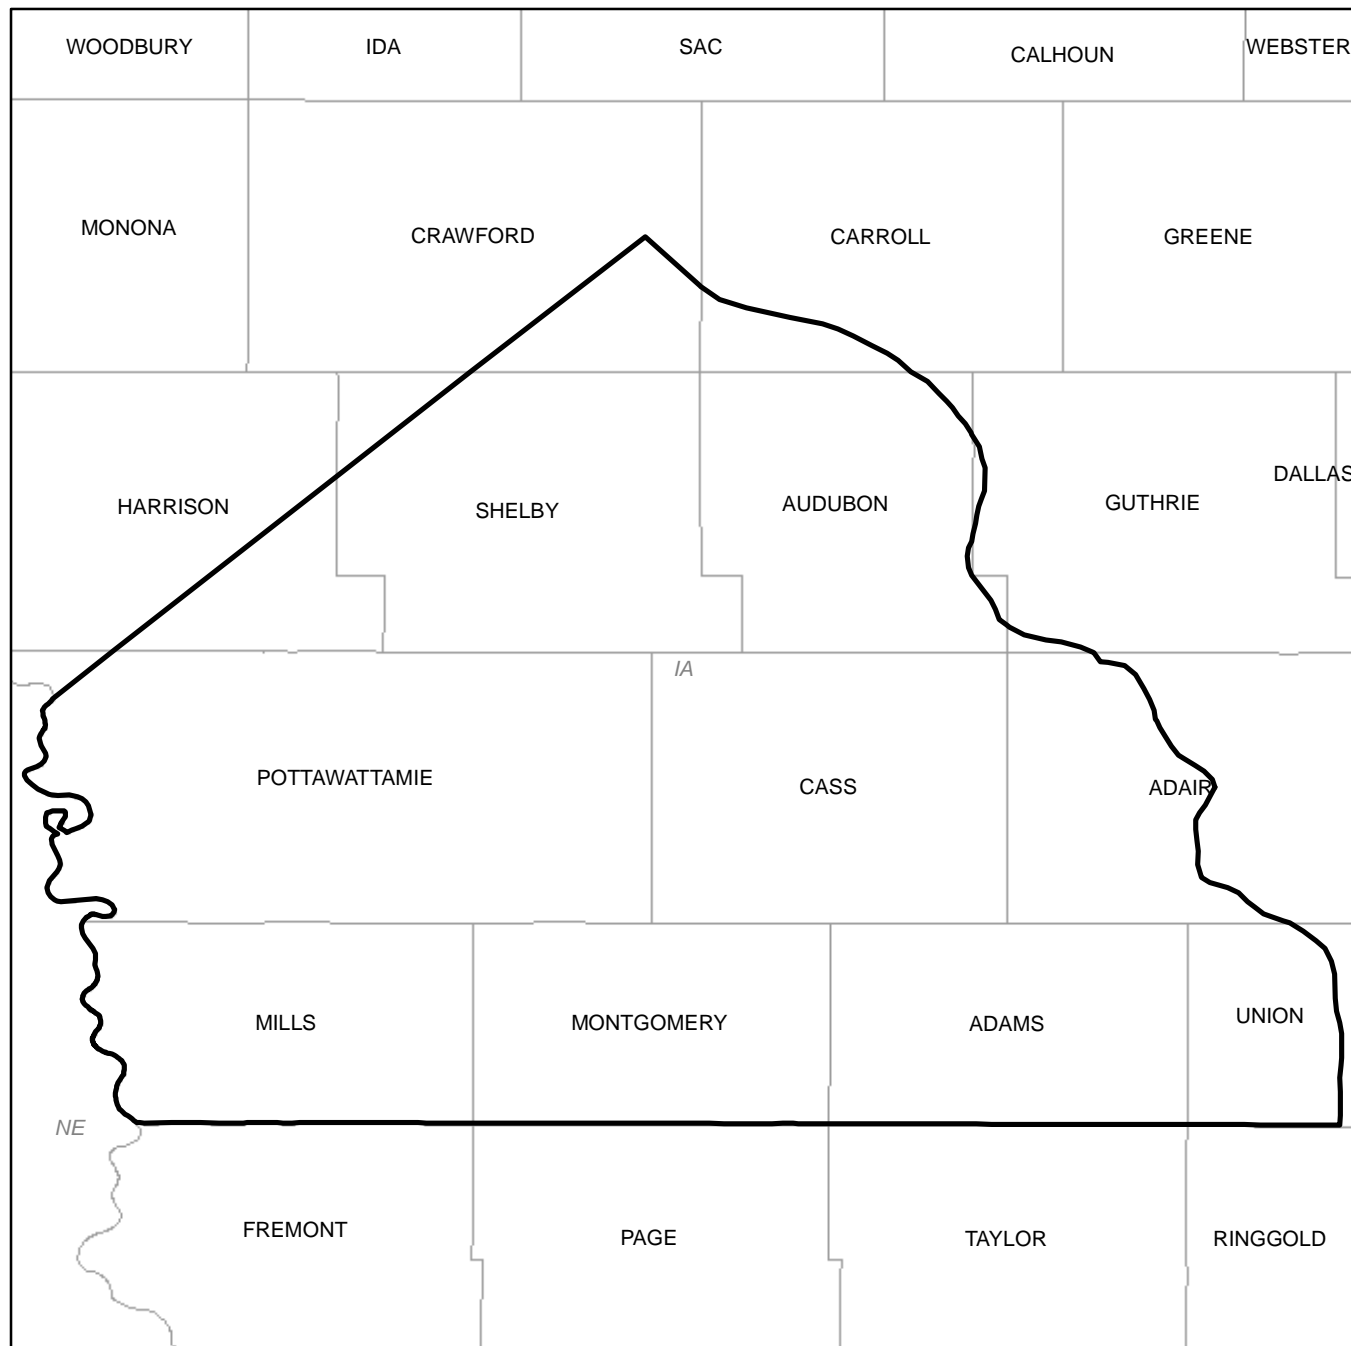 WOODBURY
IDA
SAC
CALHOUN
WEBSTER
MONONA
CRAWFORD
CARROLL
GREENE
HARRISON
SHELBY
AUDUBON
GUTHRIE
DALLAS
IA
POTTAWATTAMIE
CASS
ADAIR
MILLS
MONTGOMERY
ADAMS
UNION
NE
FREMONT
PAGE
TAYLOR
RINGGOLD